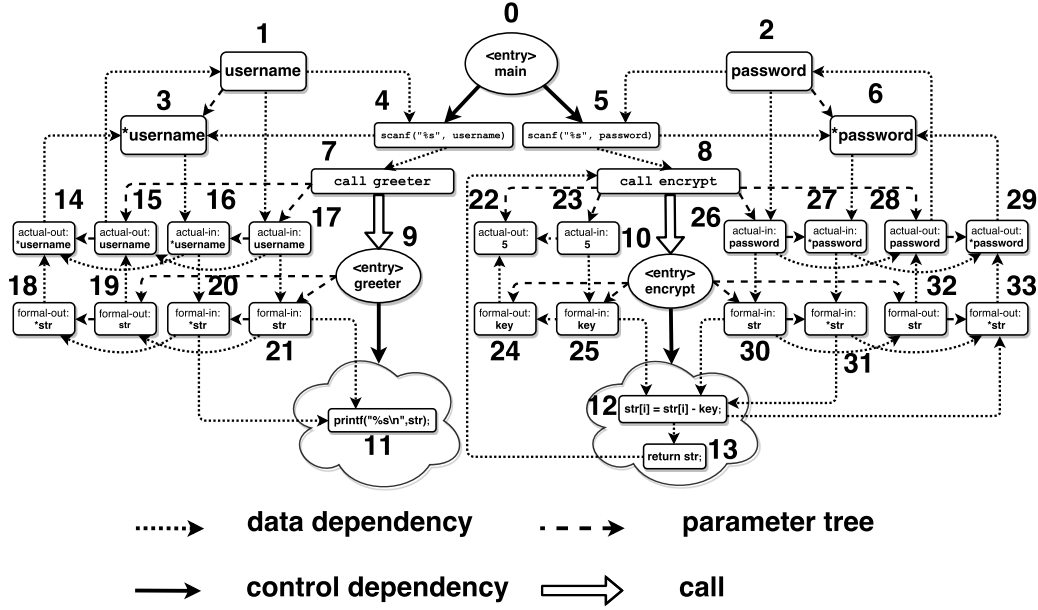 0
1
2
<entry>
main
username
password
3
4
5
6
*username
scanf("%s", username)
scanf("%s", password)
*password
7
8
call greeter
call encrypt
14
15
16
17
22
23
26
27
28
29
actual-out:
*username
actual-out:
username
actual-in:
*username
actual-in:
username
actual-out:
5
actual-in:
5
actual-in:
password
actual-in:
*password
actual-out:
password
actual-out:
*password
9
10
<entry>
greeter
<entry>
encrypt
18
19
20
32
33
formal-out:
*str
formal-out:
str
formal-in:
*str
formal-in:
str
formal-out:
key
formal-in:
key
formal-in:
str
formal-in:
*str
formal-out:
str
formal-out:
*str
21
24
25
30
31
12
str[i] = str[i] - key;
printf("%s\n",str);
11
return str;
13
data dependency
parameter tree
control dependency
call